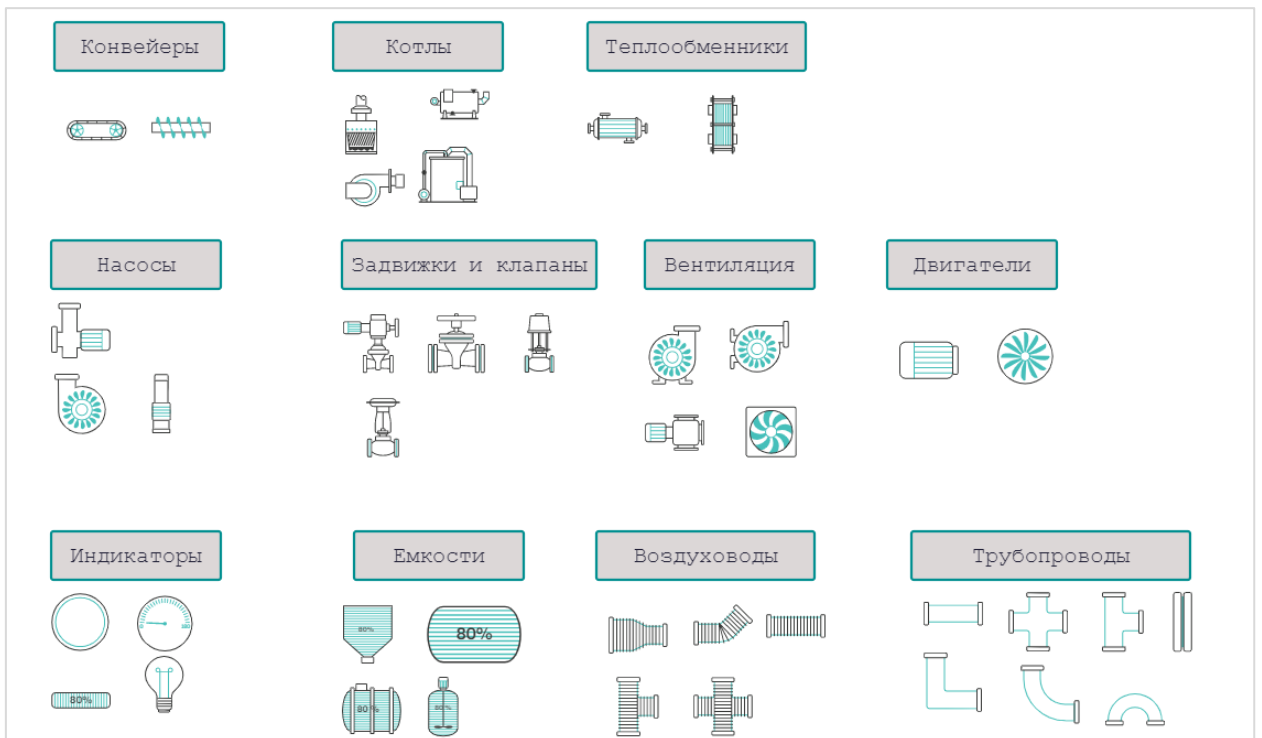 Конвейеры
Котлы
Теплообменники
Насосы
Задвижки и клапаны
Вентиляция
Двигатели
Индикаторы
Емкости
Воздуховоды
Трубопроводы
80%
80%
80%
80%
80%